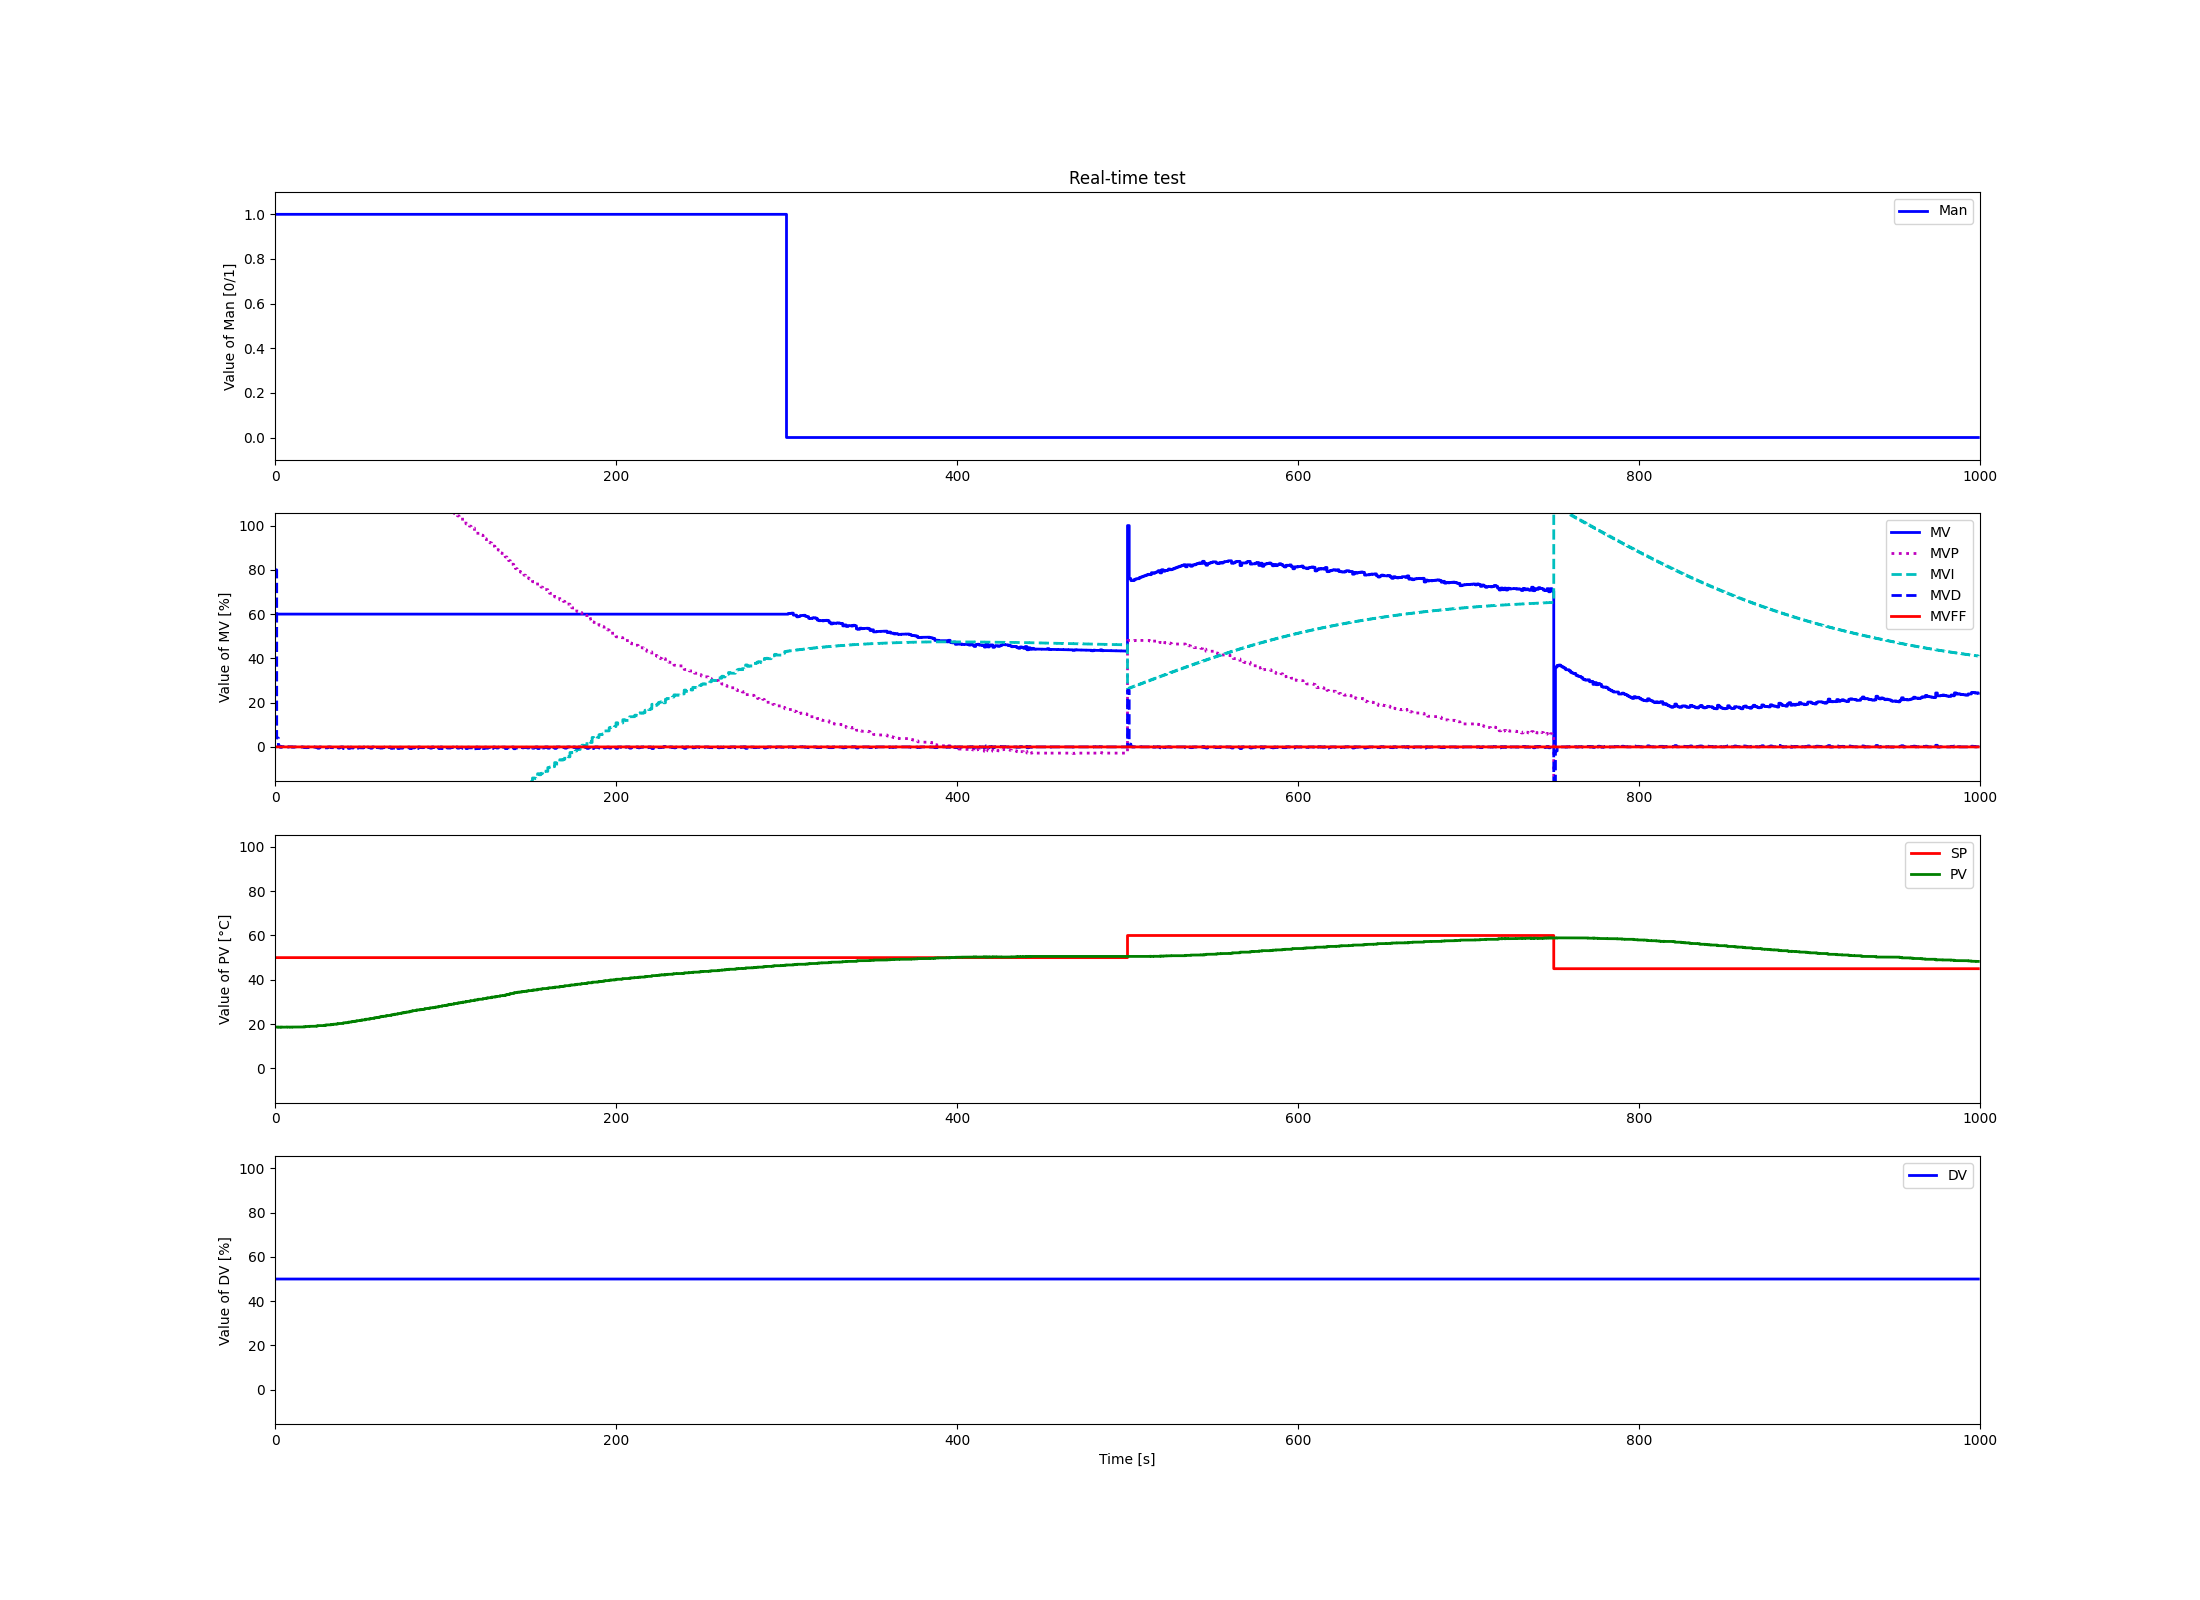 Real-time test
Value of Man [0/1]
1.0
0.8
0.6
0.4
0.2
0.0
Man
0 200 400 600 800 1000
Value of MV [%]
100
80
60
40
20
0
MV
MVP
MVI
MVD
MVFF
0 200 400 600 800 1000
Value of PV [°C]
100
80
60
40
20
0
SP
PV
0 200 400 600 800 1000
Value of DV [%]
100
80
60
40
20
0
DV
0 200 400 600 800 1000
Time [s]